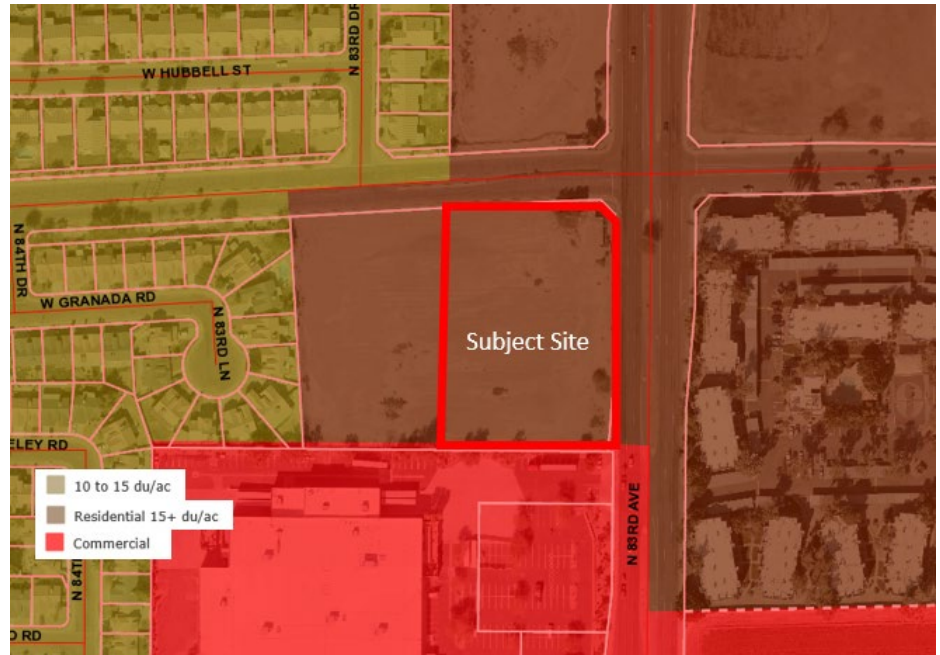 N 83RD DR
W HUBBELL ST
N 84TH DR
W GRANADA RD
N 83RD LN
Subject Site
ELEY RD
10 to 15 du/ac
Residential 15+ du/ac
Commercial
N 84TH
N 83RD AVE
O RD